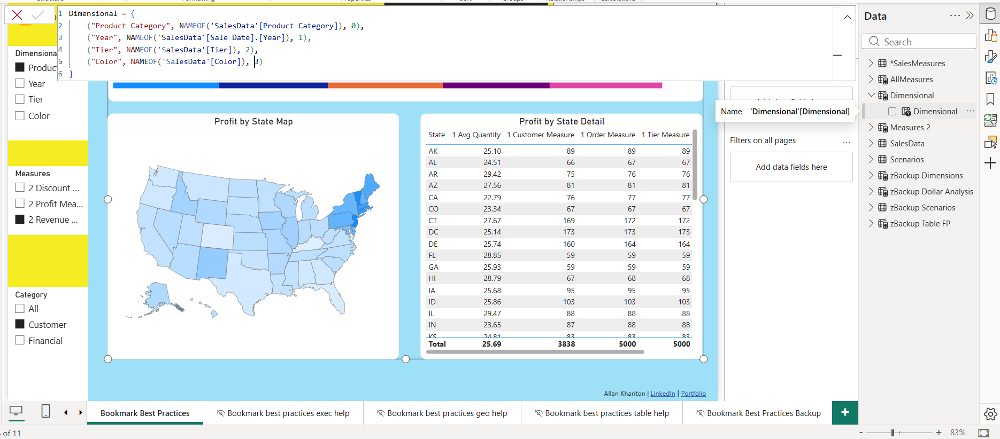 1 Dimensional = {
2 ("Product Category", NAMEOF('SalesData'[Product Category]), 0),
3 ("Year", NAMEOF('SalesData'[Sale Date].[Year]), 1),
4 ("Tier", NAMEOF('SalesData'[Tier]), 2),
5 ("Color", NAMEOF('SalesData'[Color]), 3)
6 }
Dimensiona
Produc
Year
Tier
Color
Measures
2 Discount ...
2 Profit Mea...
2 Revenue ...
Category
All
Customer
Financial
Profit by State Map
Profit by State Detail
State 1 Avg Quantity 1 Customer Measure 1 Order Measure 1 Tier Measure
AK 25.10 89 89 89
AL 24.51 66 67 67
AR 29.42 75 76 76
AZ 27.56 81 81 81
CA 22.79 76 77 77
CO 23.34 67 67 67
CT 27.67 169 172 172
DC 25.14 173 173 173
DE 25.74 160 164 164
FL 28.85 59 59 59
GA 25.93 59 59 59
HI 28.79 67 68 68
IA 25.68 95 95 95
ID 25.86 103 103 103
IL 29.47 88 88 88
IN 23.65 87 88 88
KS 24.81 83 83 83
Total 25.69 3838 5000 5000
Allan Khariton | LinkedIn | Portfolio
Name 'Dimensional'[Dimensional]
Filters on all pages ...
Add data fields here
Data
Search
*SalesMeasures
AllMeasures
Dimensional
Dimensional ...
Measures 2
SalesData
Scenarios
zBackup Dimensions
zBackup Dollar Analysis
zBackup Scenarios
zBackup Table FP
Bookmark Best Practices
Bookmark best practices exec help
Bookmark best practices geo help
Bookmark best practices table help
Bookmark Best Practices Backup
of 11
83%